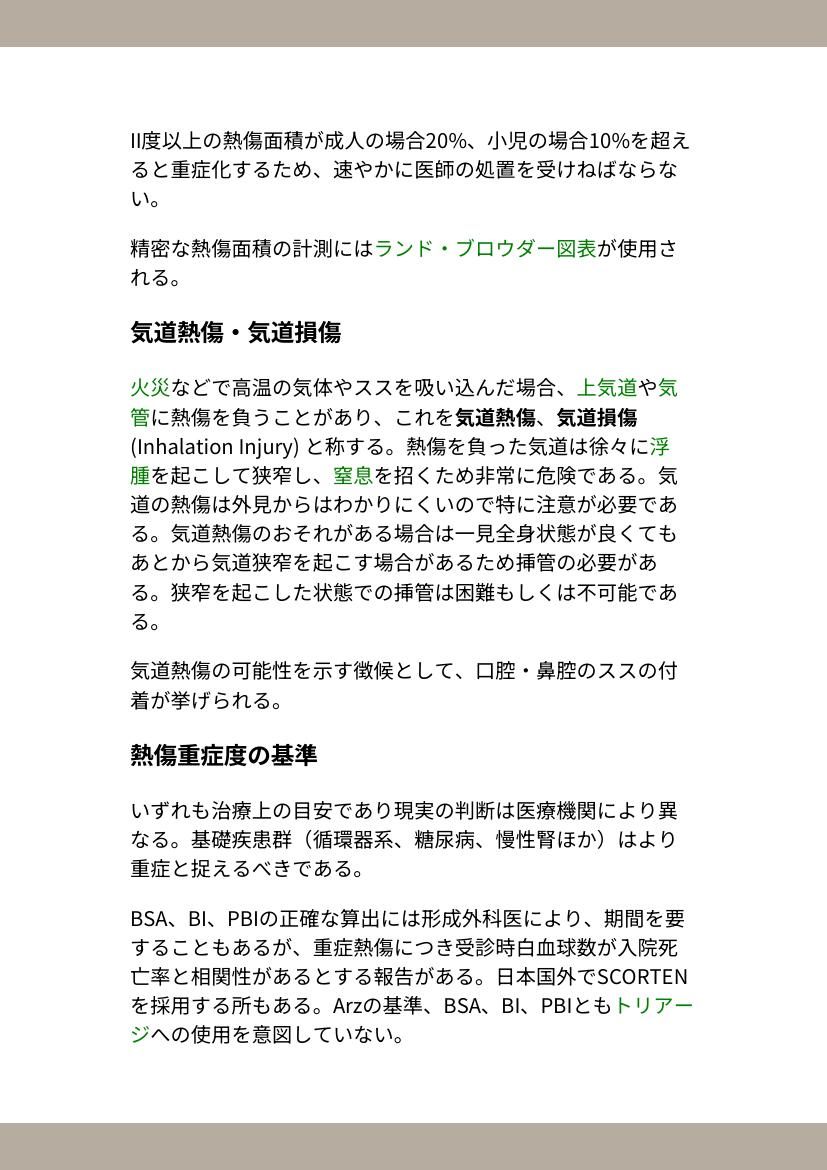 II度以上の熱傷面積が成人の場合20%、小児の場合10%を超え
ると重症化するため、速やかに医師の処置を受けねばならな
い。
精密な熱傷面積の計測にはランド・ブロウダー図表が使用さ
れる。
気道熱傷・気道損傷
火災などで高温の気体やススを吸い込んだ場合、上気道や気
管に熱傷を負うことがあり、これを気道熱傷、気道損傷
(Inhalation Injury) と称する。熱傷を負った気道は徐々に浮
腫を起こして狭窄し、窒息を招くため非常に危険である。気
道の熱傷は外見からはわかりにくいので特に注意が必要であ
る。気道熱傷のおそれがある場合は一見全身状態が良くても
あとから気道狭窄を起こす場合があるため挿管の必要があ
る。狭窄を起こした状態での挿管は困難もしくは不可能であ
る。
気道熱傷の可能性を示す徴候として、口腔・鼻腔のススの付
着が挙げられる。
熱傷重症度の基準
いずれも治療上の目安であり現実の判断は医療機関により異
なる。基礎疾患群（循環器系、糖尿病、慢性腎ほか）はより
重症と捉えるべきである。
BSA、BI、PBIの正確な算出には形成外科医により、期間を要
することもあるが、重症熱傷につき受診時白血球数が入院死
亡率と相関性があるとする報告がある。日本国外でSCORTEN
を採用する所もある。Arzの基準、BSA、BI、PBIともトリアー
ジへの使用を意図していない。